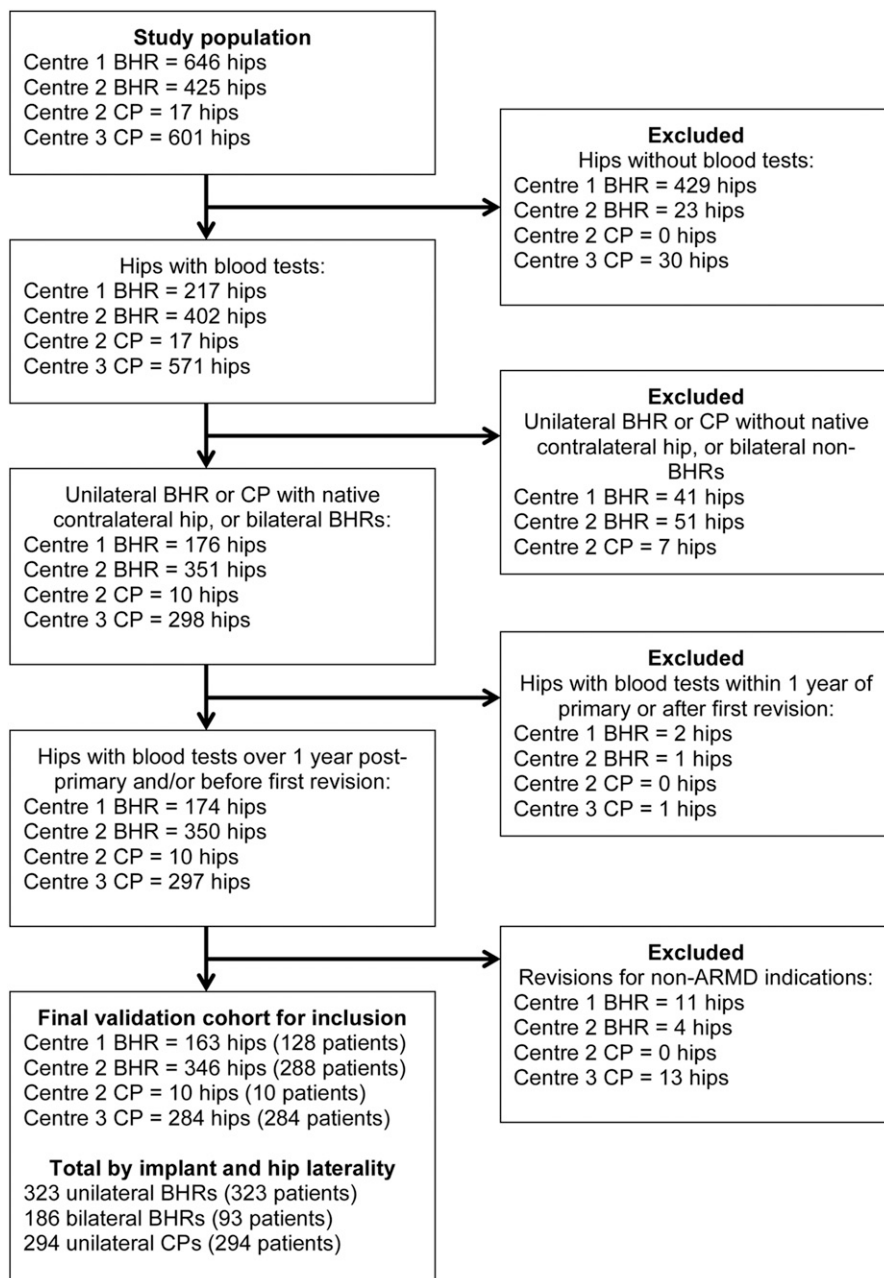 Study population
Centre 1 BHR = 646 hips
Centre 2 BHR = 425 hips
Centre 2 CP = 17 hips
Centre 3 CP = 601 hips
Excluded
Hips without blood tests:
Centre 1 BHR = 429 hips
Centre 2 BHR = 23 hips
Centre 2 CP = 0 hips
Centre 3 CP = 30 hips
Hips with blood tests:
Centre 1 BHR = 217 hips
Centre 2 BHR = 402 hips
Centre 2 CP = 17 hips
Centre 3 CP = 571 hips
Excluded
Unilateral BHR or CP without native
contralateral hip, or bilateral non-
BHRs
Centre 1 BHR = 41 hips
Centre 2 BHR = 51 hips
Centre 2 CP = 7 hips
Unilateral BHR or CP with native
contralateral hip, or bilateral BHRs:
Centre 1 BHR = 176 hips
Centre 2 BHR = 351 hips
Centre 2 CP = 10 hips
Centre 3 CP = 298 hips
Excluded
Hips with blood tests within 1 year of
primary or after first revision:
Centre 1 BHR = 2 hips
Centre 2 BHR = 1 hips
Centre 2 CP = 0 hips
Centre 3 CP = 1 hips
Hips with blood tests over 1 year post-
primary and/or before first revision:
Centre 1 BHR = 174 hips
Centre 2 BHR = 350 hips
Centre 2 CP = 10 hips
Centre 3 CP = 297 hips
Excluded
Revisions for non-ARMD indications:
Centre 1 BHR = 11 hips
Centre 2 BHR = 4 hips
Centre 2 CP = 0 hips
Centre 3 CP = 13 hips
Final validation cohort for inclusion
Centre 1 BHR = 163 hips (128 patients)
Centre 2 BHR = 346 hips (288 patients)
Centre 2 CP = 10 hips (10 patients)
Centre 3 CP = 284 hips (284 patients)
Total by implant and hip laterality
323 unilateral BHRs (323 patients)
186 bilateral BHRs (93 patients)
294 unilateral CPs (294 patients)